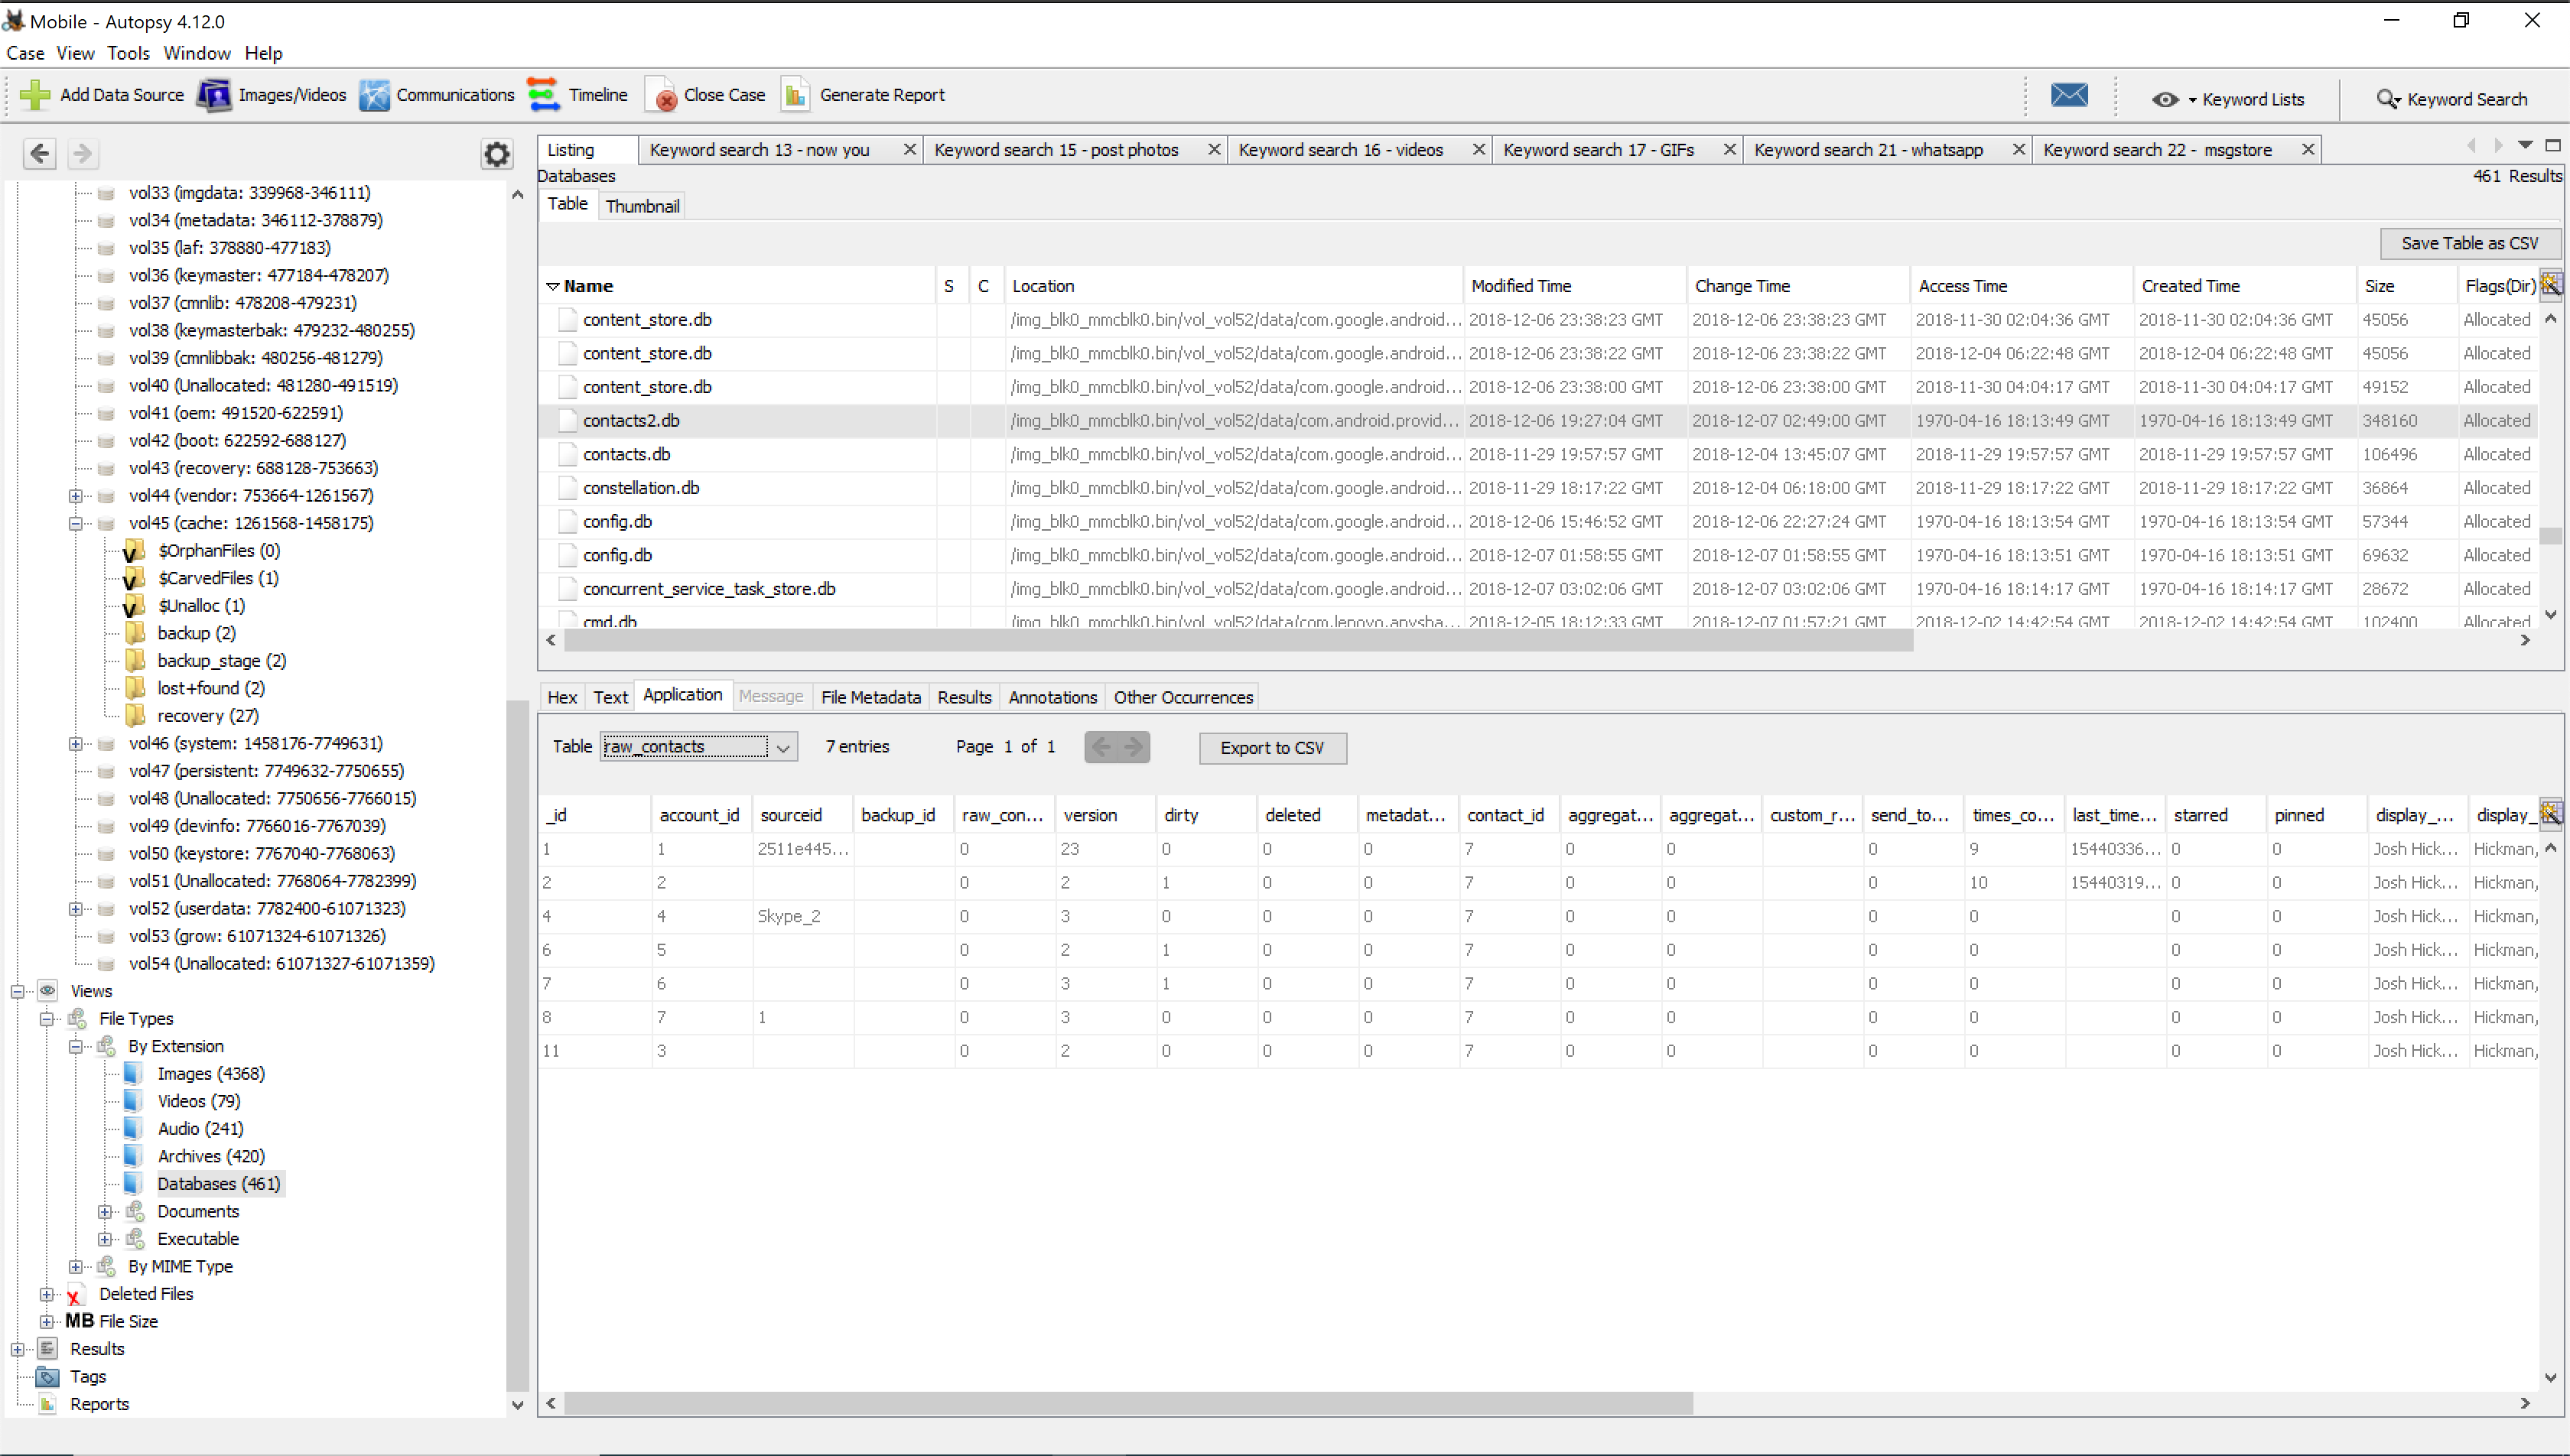 Mobile - Autopsy 4.12.0
Case View Tools Window Help
Add Data Source Images/Videos Communications Timeline Close Case Generate Report Keyword Lists Keyword Search
vol33 (imgdata: 339968-346111)
vol34 (metadata: 346112-378879)
vol35 (laf: 378880-477183)
vol36 (keymaster: 477184-478207)
vol37 (cmnlib: 478208-479231)
vol38 (keymasterbak: 479232-480255)
vol39 (cmnlibbak: 480256-481279)
vol40 (Unallocated: 481280-491519)
vol41 (oem: 491520-622591)
vol42 (boot: 622592-688127)
vol43 (recovery: 688128-753663)
vol44 (vendor: 753664-1261567)
vol45 (cache: 1261568-1458175)
$OrphanFiles (0)
$CarvedFiles (1)
$Unalloc (1)
backup (2)
backup_stage (2)
lost+found (2)
recovery (27)
vol46 (system: 1458176-7749631)
vol47 (persistent: 7749632-7750655)
vol48 (Unallocated: 7750656-7766015)
vol49 (devinfo: 7766016-7767039)
vol50 (keystore: 7767040-7768063)
vol51 (Unallocated: 7768064-7782399)
vol52 (userdata: 7782400-61071323)
vol53 (grow: 61071324-61071326)
vol54 (Unallocated: 61071327-61071359)
Views
File Types
By Extension
Images (4368)
Videos (79)
Audio (241)
Archives (420)
Databases (461)
Documents
Executable
By MIME Type
Deleted Files
MB File Size
Results
Tags
Reports
Listing Keyword search 13 - now you Keyword search 15 - post photos Keyword search 16 - videos Keyword search 17 - GIFs Keyword search 21 - whatsapp Keyword search 22 - msgstore
Databases 461 Results
Table Thumbnail
Save Table as CSV
Name S C Location Modified Time Change Time Access Time Created Time Size Flags(Dir)
content_store.db /img_blk0_mmcblk0.bin/vol_vol52/data/com.google.android... 2018-12-06 23:38:23 GMT 2018-12-06 23:38:23 GMT 2018-11-30 02:04:36 GMT 2018-11-30 02:04:36 GMT 45056 Allocated
content_store.db /img_blk0_mmcblk0.bin/vol_vol52/data/com.google.android... 2018-12-06 23:38:22 GMT 2018-12-06 23:38:22 GMT 2018-12-04 06:22:48 GMT 2018-12-04 06:22:48 GMT 45056 Allocated
content_store.db /img_blk0_mmcblk0.bin/vol_vol52/data/com.google.android... 2018-12-06 23:38:00 GMT 2018-12-06 23:38:00 GMT 2018-11-30 04:04:17 GMT 2018-11-30 04:04:17 GMT 49152 Allocated
contacts2.db /img_blk0_mmcblk0.bin/vol_vol52/data/com.android.provid... 2018-12-06 19:27:04 GMT 2018-12-07 02:49:00 GMT 1970-04-16 18:13:49 GMT 1970-04-16 18:13:49 GMT 348160 Allocated
contacts.db /img_blk0_mmcblk0.bin/vol_vol52/data/com.google.android... 2018-11-29 19:57:57 GMT 2018-12-04 13:45:07 GMT 2018-11-29 19:57:57 GMT 2018-11-29 19:57:57 GMT 106496 Allocated
constellation.db /img_blk0_mmcblk0.bin/vol_vol52/data/com.google.android... 2018-11-29 18:17:22 GMT 2018-12-04 06:18:00 GMT 2018-11-29 18:17:22 GMT 2018-11-29 18:17:22 GMT 36864 Allocated
config.db /img_blk0_mmcblk0.bin/vol_vol52/data/com.google.android... 2018-12-06 15:46:52 GMT 2018-12-06 22:27:24 GMT 1970-04-16 18:13:54 GMT 1970-04-16 18:13:54 GMT 57344 Allocated
config.db /img_blk0_mmcblk0.bin/vol_vol52/data/com.google.android... 2018-12-07 01:58:55 GMT 2018-12-07 01:58:55 GMT 1970-04-16 18:13:51 GMT 1970-04-16 18:13:51 GMT 69632 Allocated
concurrent_service_task_store.db /img_blk0_mmcblk0.bin/vol_vol52/data/com.google.android... 2018-12-07 03:02:06 GMT 2018-12-07 03:02:06 GMT 1970-04-16 18:14:17 GMT 1970-04-16 18:14:17 GMT 28672 Allocated
cmd.db /img_blk0_mmcblk0.bin/vol_vol52/data/com.lenovo.anysha... 2018-12-05 18:12:33 GMT 2018-12-07 01:57:21 GMT 2018-12-02 14:42:54 GMT 2018-12-02 14:42:54 GMT 102400 Allocated
Hex Text Application Message File Metadata Results Annotations Other Occurrences
Table raw_contacts 7 entries Page 1 of 1 Export to CSV
_id account_id sourceid backup_id raw_con... version dirty deleted metadat... contact_id aggregat... aggregat... custom_r... send_to... times_co... last_time... starred pinned display_... display_
1 1 2511e445... 0 23 0 0 0 7 0 0 0 9 15440336... 0 0 Josh Hick... Hickman,
2 2 0 2 1 0 0 7 0 0 0 10 15440319... 0 0 Josh Hick... Hickman,
4 4 Skype_2 0 3 0 0 0 7 0 0 0 0 0 0 Josh Hick... Hickman,
6 5 0 2 1 0 0 7 0 0 0 0 0 0 Josh Hick... Hickman,
7 6 0 3 1 0 0 7 0 0 0 0 0 0 Josh Hick... Hickman,
8 7 1 0 3 0 0 0 7 0 0 0 0 0 0 Josh Hick... Hickman,
11 3 0 2 0 0 0 7 0 0 0 0 0 0 Josh Hick... Hickman,